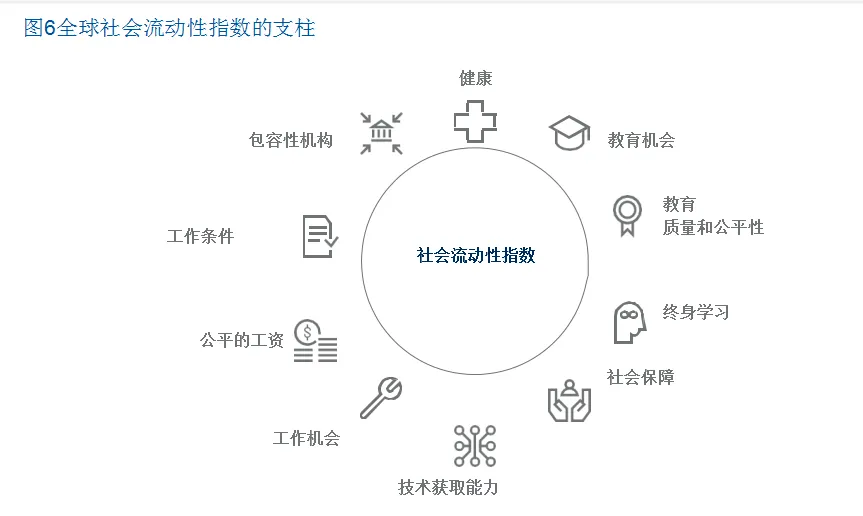 图6全球社会流动性指数的支柱
健康
包容性机构
教育机会
教育
质量和公平性
工作条件
社会流动性指数
终身学习
公平的工资
社会保障
工作机会
技术获取能力